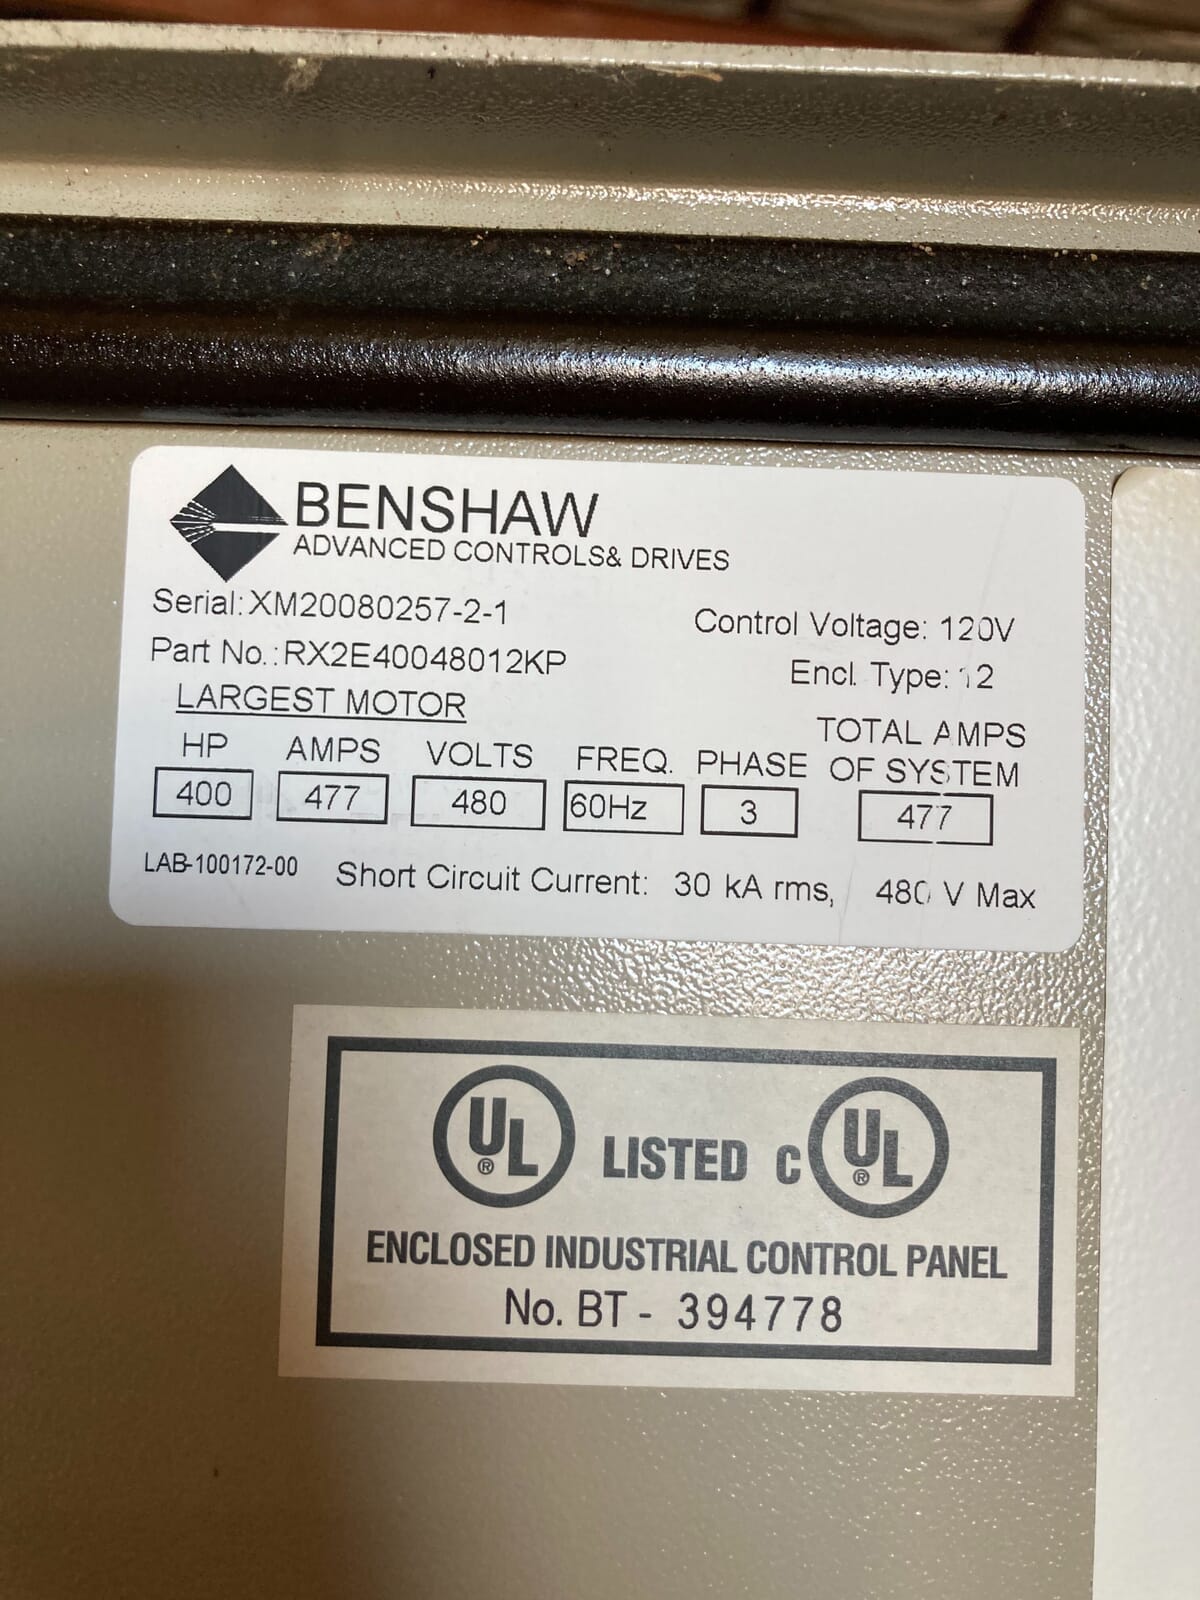 BENSHAW
ADVANCED CONTROLS& DRIVES
Serial: XM20080257-2-1
Control Voltage: 120V
Part No.: RX2E40048012KP
Encl. Type: 12
LARGEST MOTOR
TOTAL AMPS
HP AMPS VOLTS FREQ. PHASE OF SYSTEM
400 477 480 60Hz 3 477
LAB-100172-00 Short Circuit Current: 30 kA rms, 480 V Max
UL® LISTED C UL®
ENCLOSED INDUSTRIAL CONTROL PANEL
No. BT - 394778